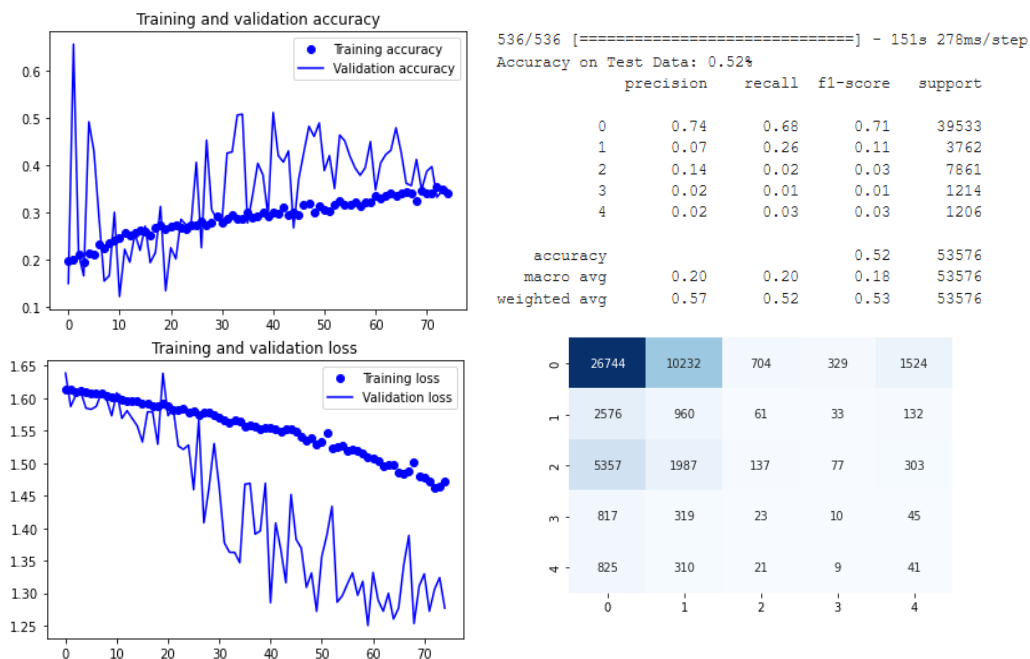 Training and validation accuracy
Training accuracy
Validation accuracy
0.6
0.5
0.4
0.3
0.2
0.1
0 10 20 30 40 50 60 70
Training and validation loss
Training loss
Validation loss
1.65
1.60
1.55
1.50
1.45
1.40
1.35
1.30
1.25
0 10 20 30 40 50 60 70
536/536 [==============================] - 151s 278ms/step
Accuracy on Test Data: 0.52%
precision recall f1-score support
0 0.74 0.68 0.71 39533
1 0.07 0.26 0.11 3762
2 0.14 0.02 0.03 7861
3 0.02 0.01 0.01 1214
4 0.02 0.03 0.03 1206
accuracy 0.52 53576
macro avg 0.20 0.20 0.18 53576
weighted avg 0.57 0.52 0.53 53576
0 26744 10232 704 329 1524
1 2576 960 61 33 132
2 5357 1987 137 77 303
3 817 319 23 10 45
4 825 310 21 9 41
0 1 2 3 4